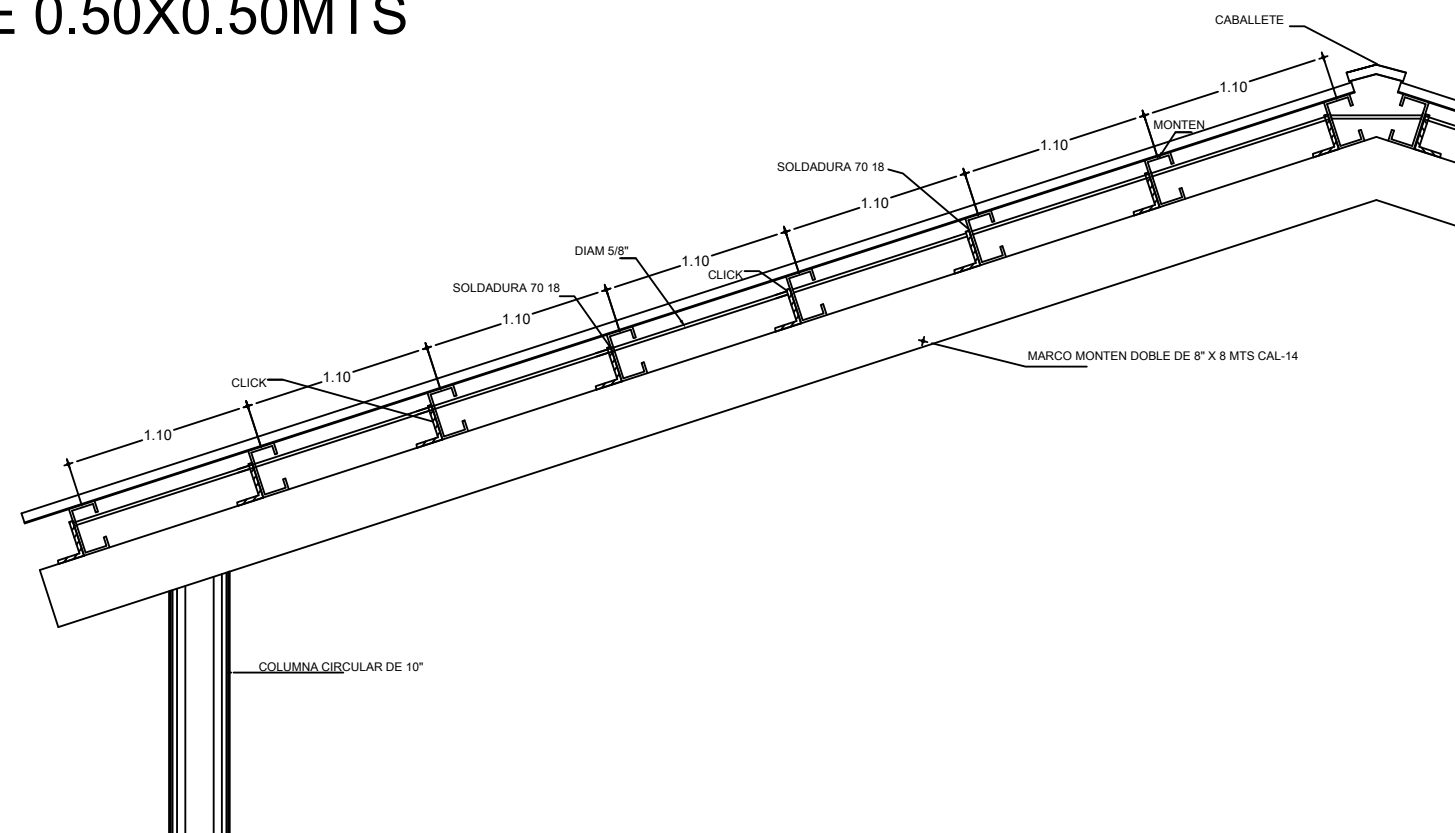 E 0.50X0.50MTS
CABALLETE
1.10
MONTEN
1.10
SOLDADURA 70 18
1.10
DIAM 5/8"
1.10
CLICK
SOLDADURA 70 18
1.10
MARCO MONTEN DOBLE DE 8" X 8 MTS CAL-14
1.10
CLICK
1.10
COLUMNA CIRCULAR DE 10"